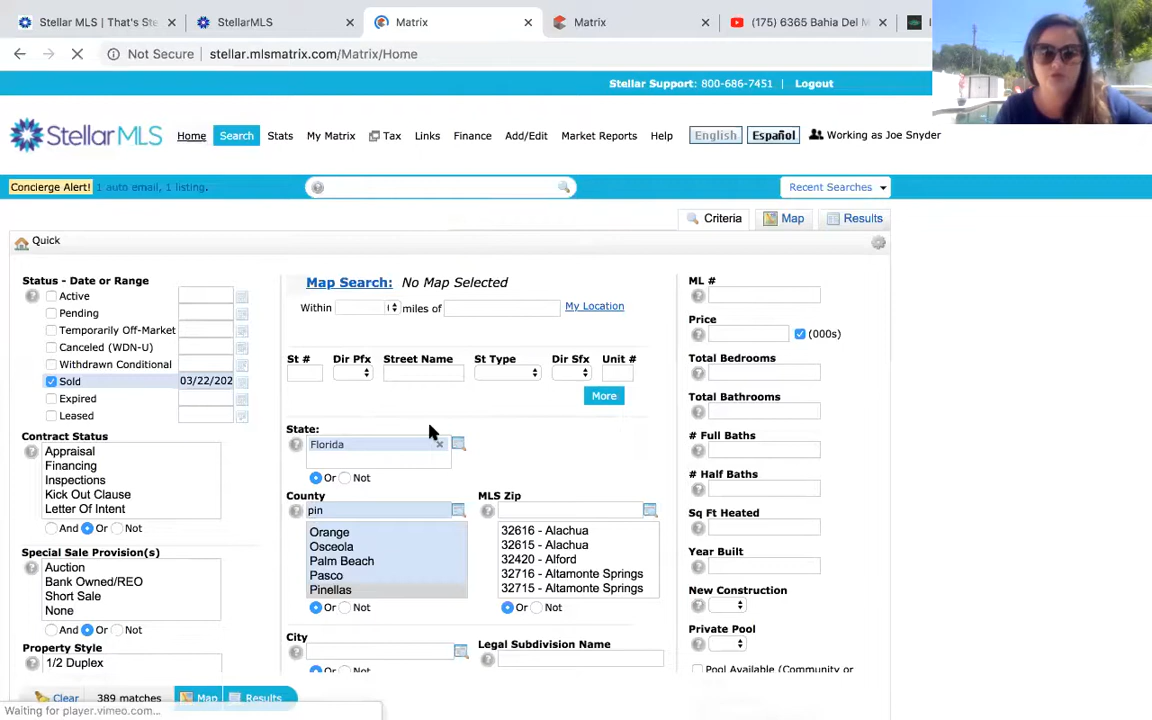 Stellar MLS | That's Ste
StellarMLS
Matrix
Matrix
(175) 6365 Bahia Del M
Not Secure
stellar.mlsmatrix.com/Matrix/Home
Stellar Support: 800-686-7451
Logout
StellarMLS
Home
Search
Stats
My Matrix
Tax
Links
Finance
Add/Edit
Market Reports
Help
English
Español
Working as Joe Snyder
Concierge Alert!
1 auto email, 1 listing.
Recent Searches
Criteria
Map
Results
Quick
Status - Date or Range
Active
Pending
Temporarily Off-Market
Canceled (WDN-U)
Withdrawn Conditional
Sold 03/22/202
Expired
Leased
Contract Status
Appraisal
Financing
Inspections
Kick Out Clause
Letter Of Intent
And Or Not
Special Sale Provision(s)
Auction
Bank Owned/REO
Short Sale
None
And Or Not
Property Style
1/2 Duplex
Map Search: No Map Selected
Within miles of My Location
St # Dir Pfx Street Name St Type Dir Sfx Unit #
More
State:
Florida
Or Not
County
pin
Orange
Osceola
Palm Beach
Pasco
Pinellas
Or Not
City
Or Not
MLS Zip
32616 - Alachua
32615 - Alachua
32420 - Alford
32716 - Altamonte Springs
32715 - Altamonte Springs
Or Not
Legal Subdivision Name
ML #
Price
(000s)
Total Bedrooms
Total Bathrooms
# Full Baths
# Half Baths
Sq Ft Heated
Year Built
New Construction
Private Pool
Pool Available (Community or
Clear
389 matches
Map
Results
Waiting for player.vimeo.com...